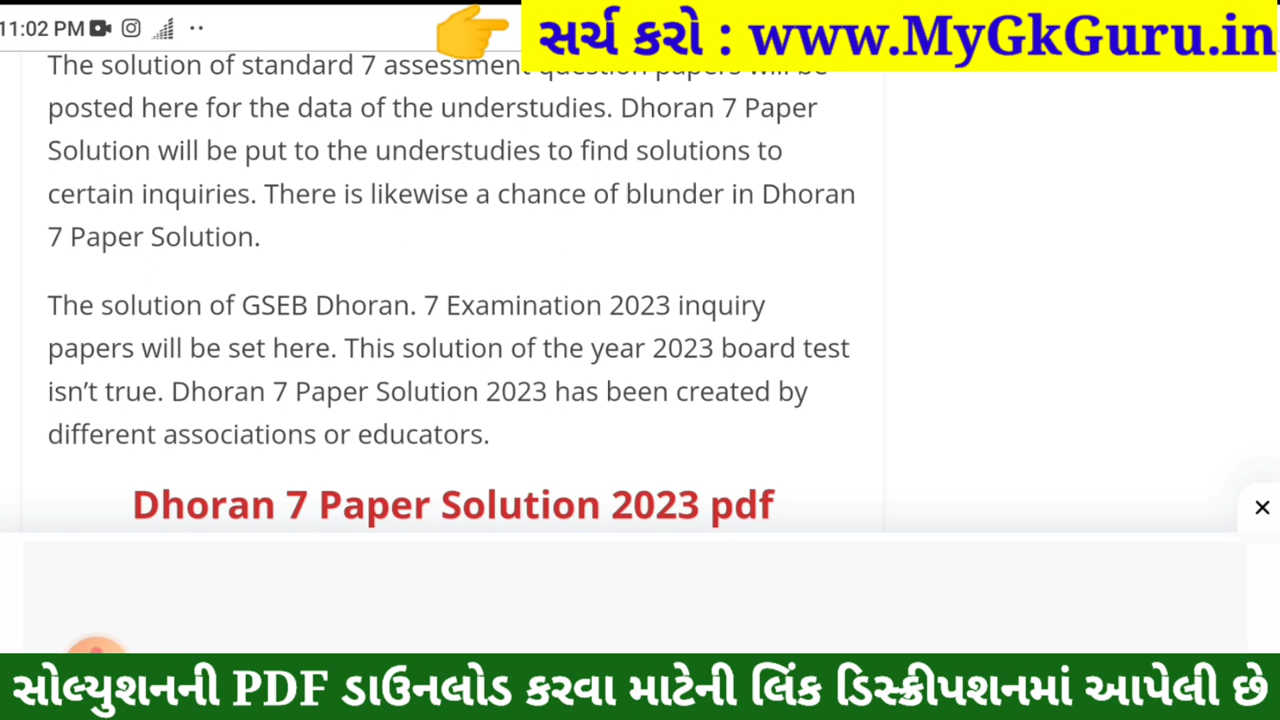 11:02 PM
સર્ચ કરો : www.MyGkGuru.in
The solution of standard 7 assessment question papers will be
posted here for the data of the understudies. Dhoran 7 Paper
Solution will be put to the understudies to find solutions to
certain inquiries. There is likewise a chance of blunder in Dhoran
7 Paper Solution.
The solution of GSEB Dhoran. 7 Examination 2023 inquiry
papers will be set here. This solution of the year 2023 board test
isn’t true. Dhoran 7 Paper Solution 2023 has been created by
different associations or educators.
Dhoran 7 Paper Solution 2023 pdf
સોલ્યુશનની PDF ડાઉનલોડ કરવા માટેની લિંક ડિસ્ક્રીપશનમાં આપેલી છે